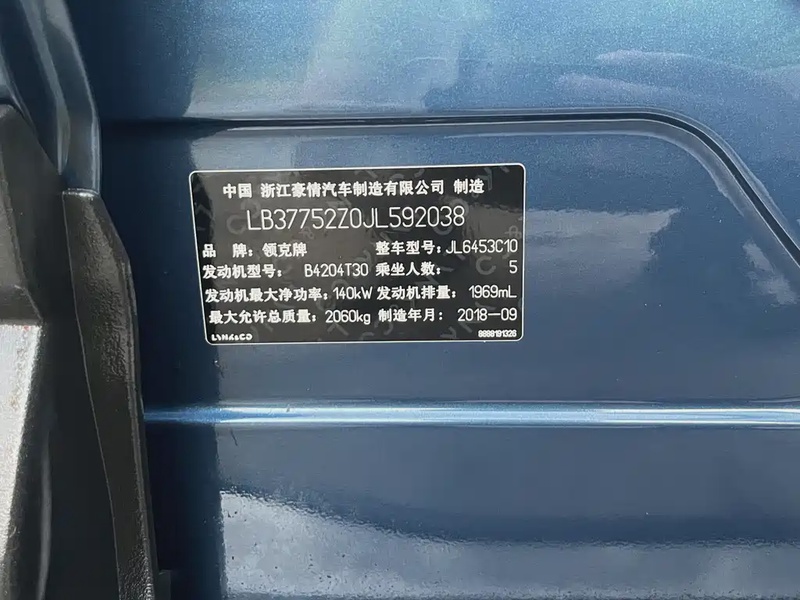 中国 浙江豪情汽车制造有限公司 制造
LB37752Z0JL592038
品 牌：领克牌 整车型号：JL6453C10
发动机型号： B4204T30 乘坐人数： 5
发动机最大净功率：140kW 发动机排量： 1969mL
最大允许总质量：2060kg 制造年月： 2018-09
LYNK&CO 8888191326